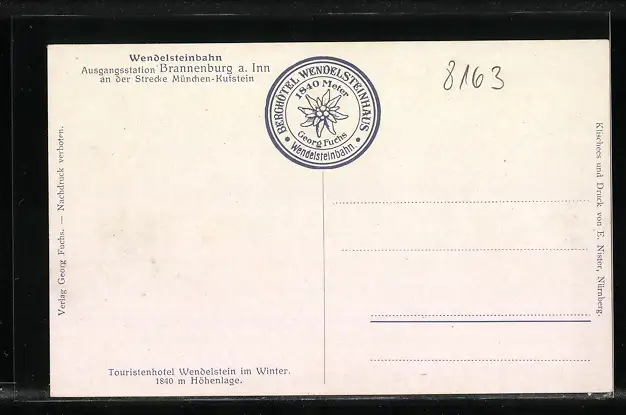 Wendelsteinbahn
Ausgangsstation Brannenburg a. Inn
an der Strecke München-Kufstein
BERGHÔTEL WENDELSTEINHAUS
1840 Meter
Georg Fuchs
Wendelsteinbahn
8163
Verlag Georg Fuchs. — Nachdruck verboten.
Klischees und Druck von E. Nister, Nürnberg.
Touristenhotel Wendelstein im Winter.
1840 m Höhenlage.